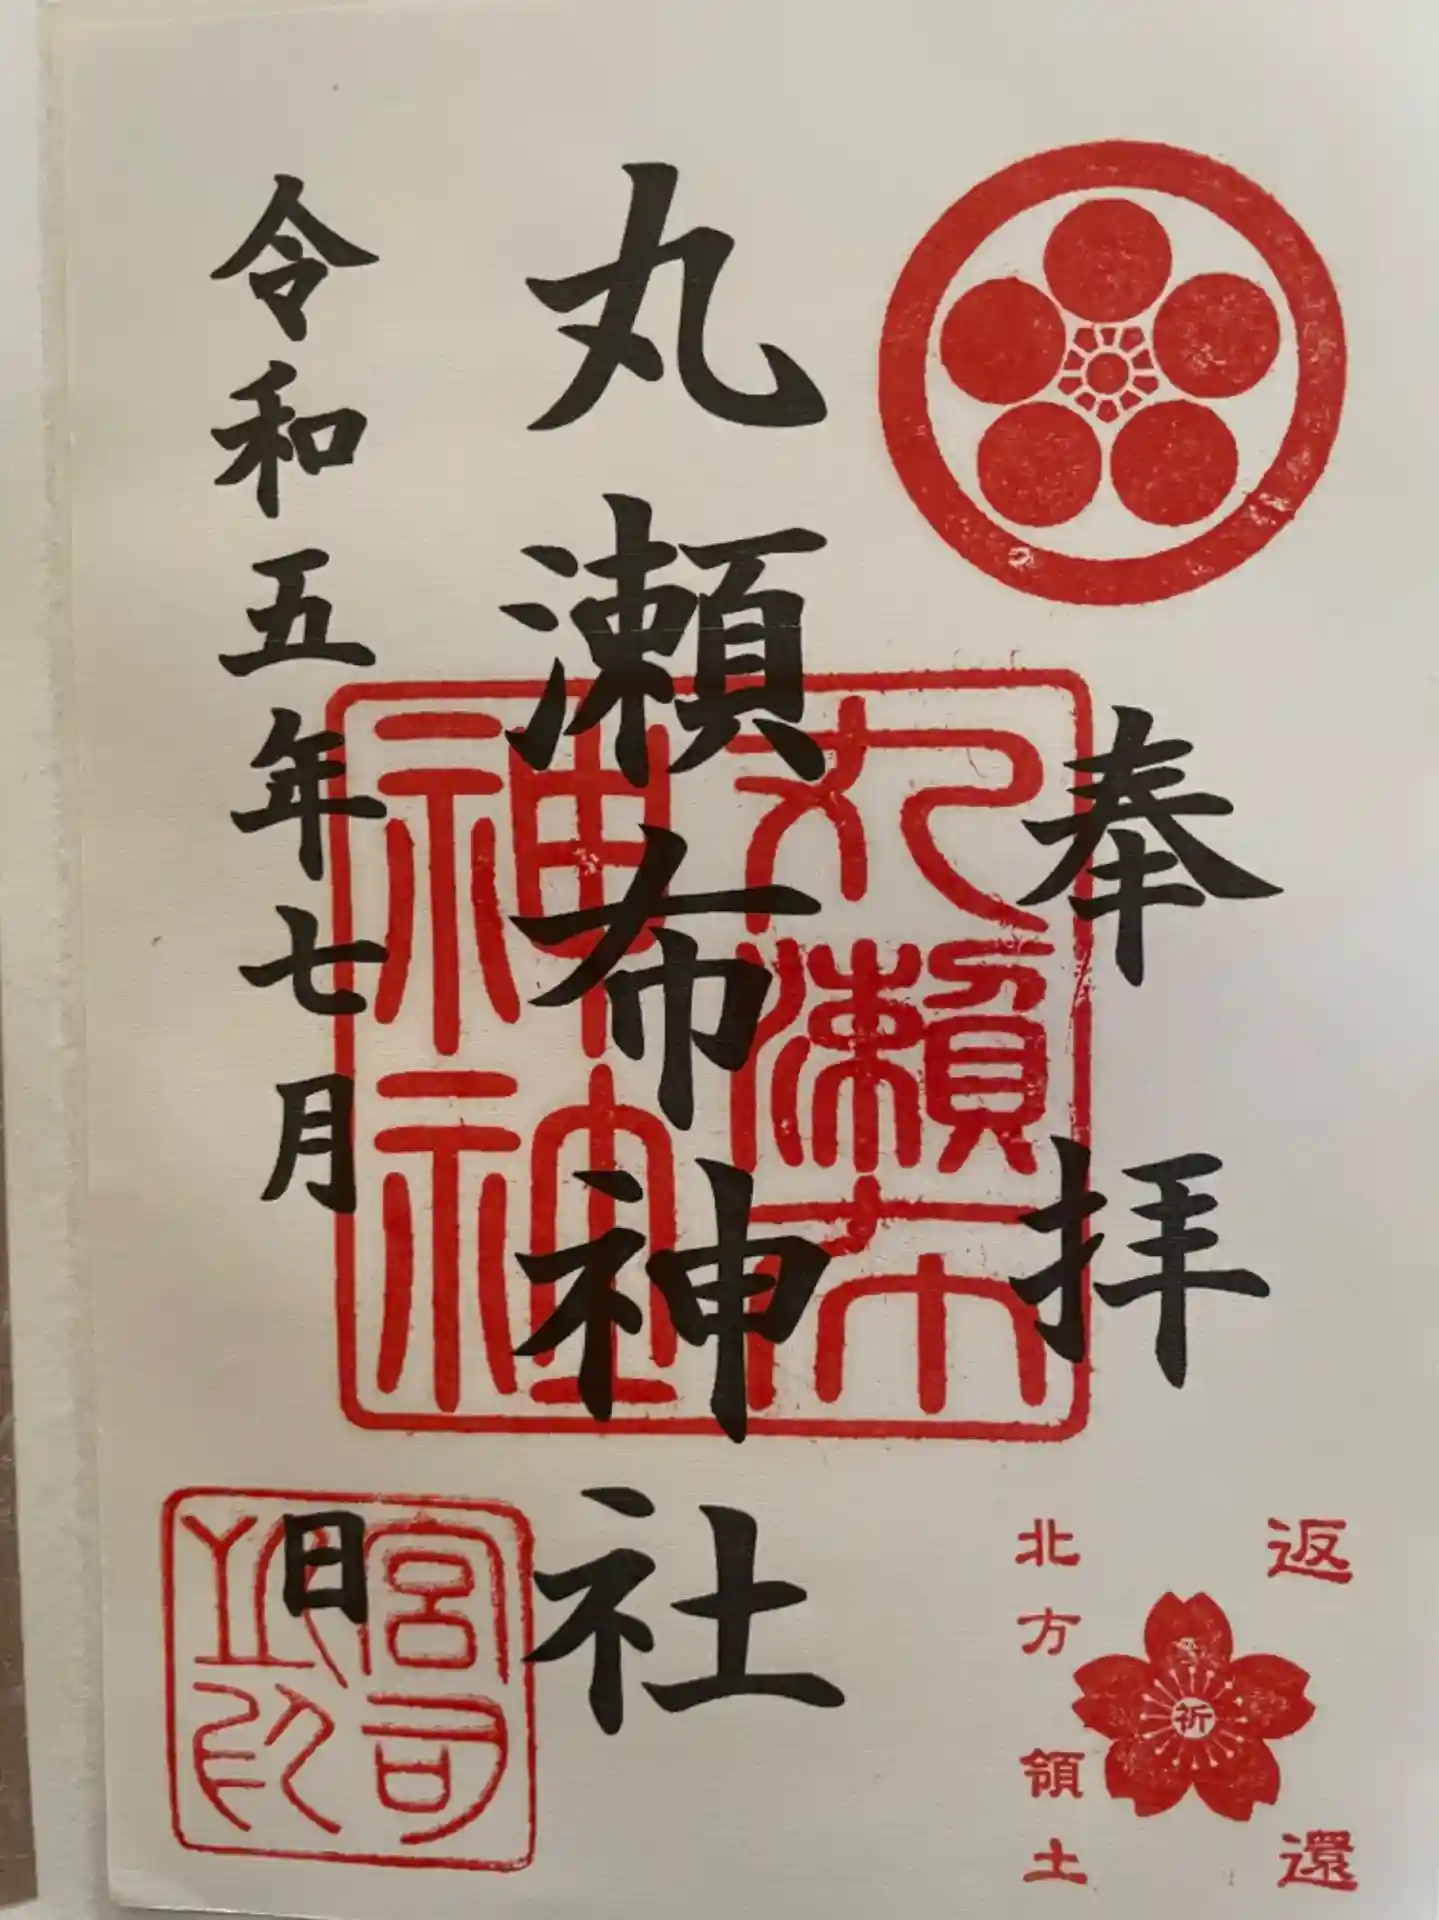 奉拝
丸瀬布神社
令和五年七月 日
丸瀬布
神社
宮司
之印
返還
祈
北方領土